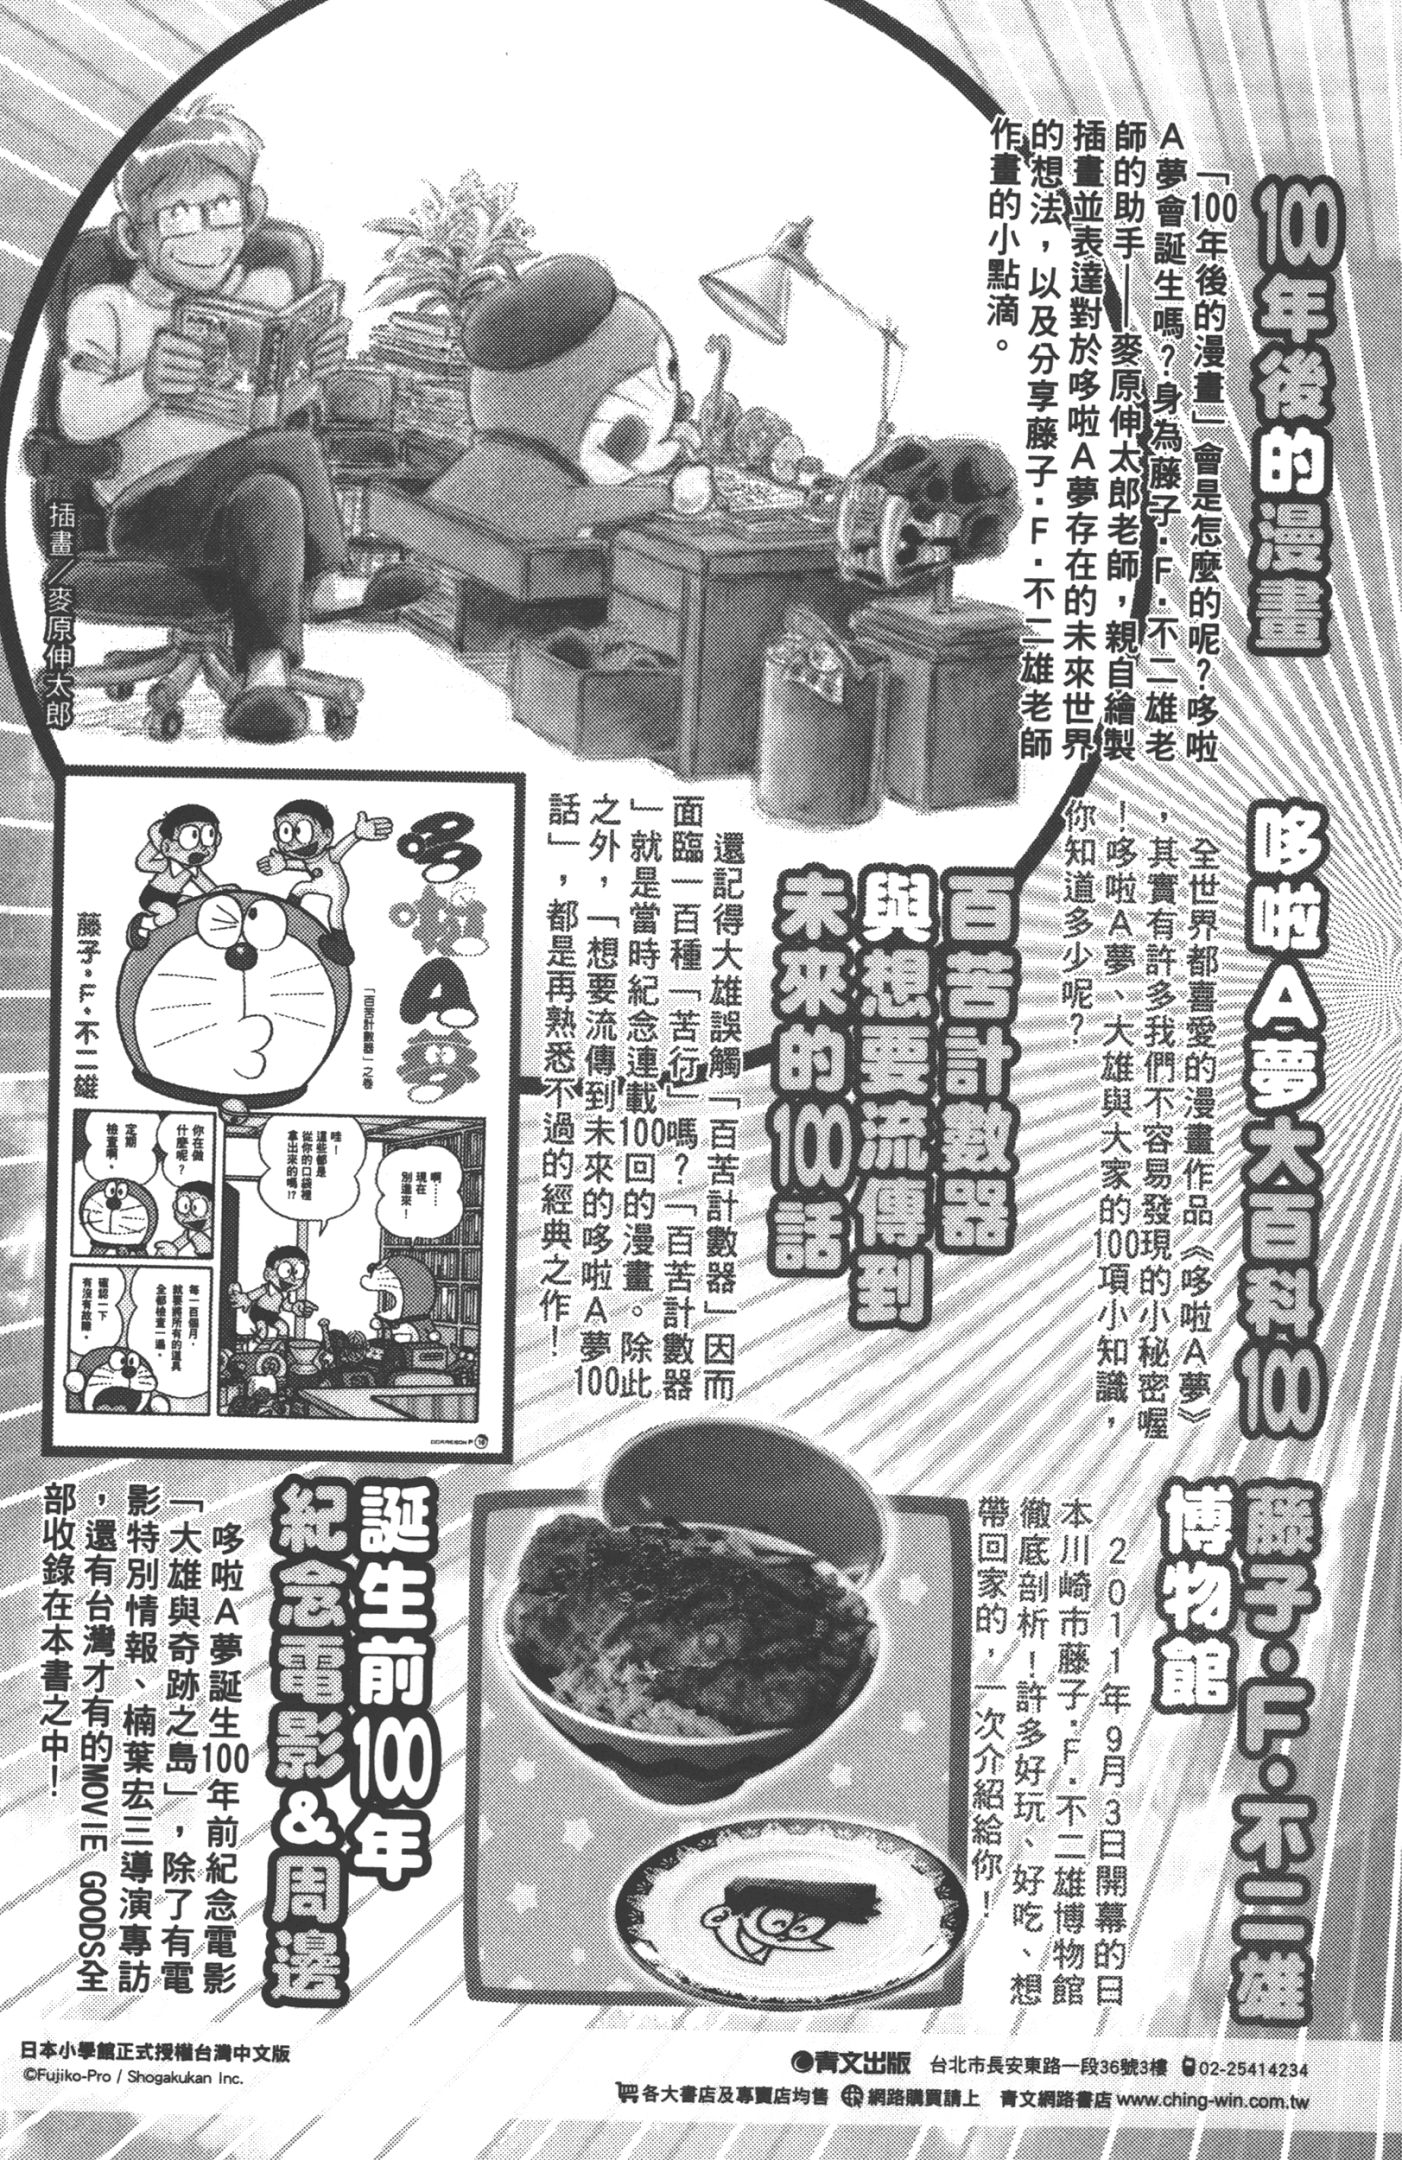 100年後的漫畫
「100年後的漫畫」會是怎麼的呢？哆啦
A夢會誕生嗎？身為藤子・F・不二雄老
師的助手——麥原伸太郎老師，親自繪製
插畫並表達對於哆啦A夢存在的未來世界
的想法，以及分享藤子・F・不二雄老師
作畫的小點滴。
插畫／麥原伸太郎
哆啦A夢大百科100
全世界都喜愛的漫畫作品《哆啦A夢》
，其實有許多我們不容易發現的小秘密喔
！哆啦A夢、大雄與大家的100項小知識，
你知道多少呢？
百苦計數器
與想要流傳到
未來的100話
還記得大雄誤觸「百苦計數器」因而
面臨一百種「苦行」嗎？「百苦計數器
」就是當時紀念連載100回的漫畫。除此
之外，「想要流傳到未來的哆啦A夢100
話」，都是再熟悉不過的經典之作！
哆啦A夢
「百苦計數器」之卷
藤子・F・不二雄
啊……
現在
別進來！
哇！
這些都是
從你的口袋裡
拿出來的嗎!?
你在做
什麼呢？
定期
檢查啊。
每一百個月，
就要將所有的道具
全部檢查一遍。
確認一下
有沒有故障。
藤子・F・不二雄
博物館
2011年9月3日開幕的日
本川崎市藤子・F・不二雄博物館
徹底剖析！許多好玩、好吃、想
帶回家的，一次介紹給你！
誕生前100年
紀念電影&周邊
哆啦A夢誕生100年前紀念電影
「大雄與奇跡之島」，除了有電
影特別情報、楠葉宏三導演專訪
，還有台灣才有的MOVIE GOODS全
部收錄在本書之中！
日本小學館正式授權台灣中文版
©Fujiko-Pro / Shogakukan Inc.
青文出版 台北市長安東路一段36號3樓 02-25414234
各大書店及專賣店均售 網路購買請上 青文網路書店 www.ching-win.com.tw